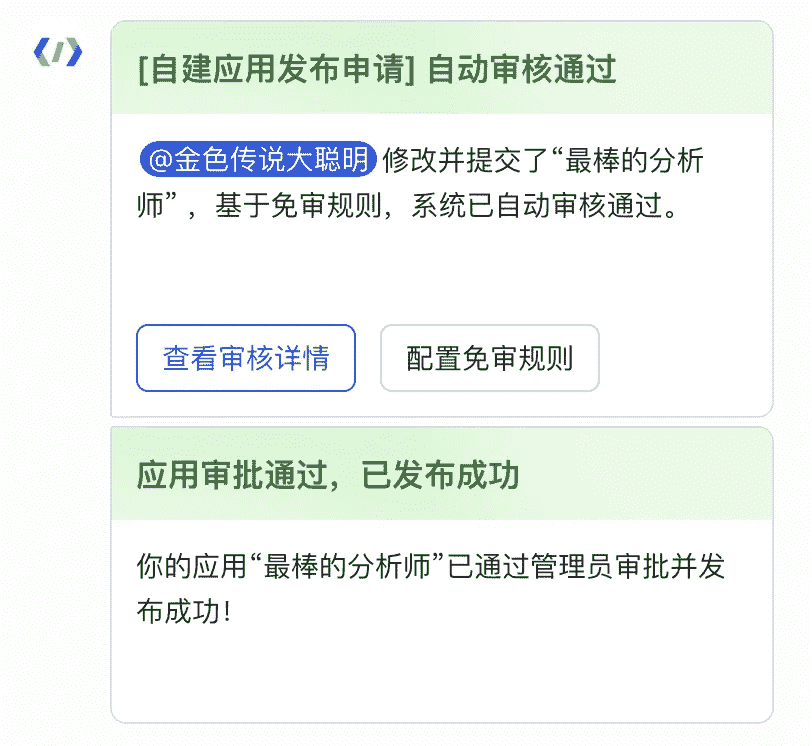 [自建应用发布申请] 自动审核通过
@金色传说大聪明 修改并提交了“最棒的分析
师”，基于免审规则，系统已自动审核通过。
查看审核详情 配置免审规则
应用审批通过，已发布成功
你的应用“最棒的分析师”已通过管理员审批并发
布成功！